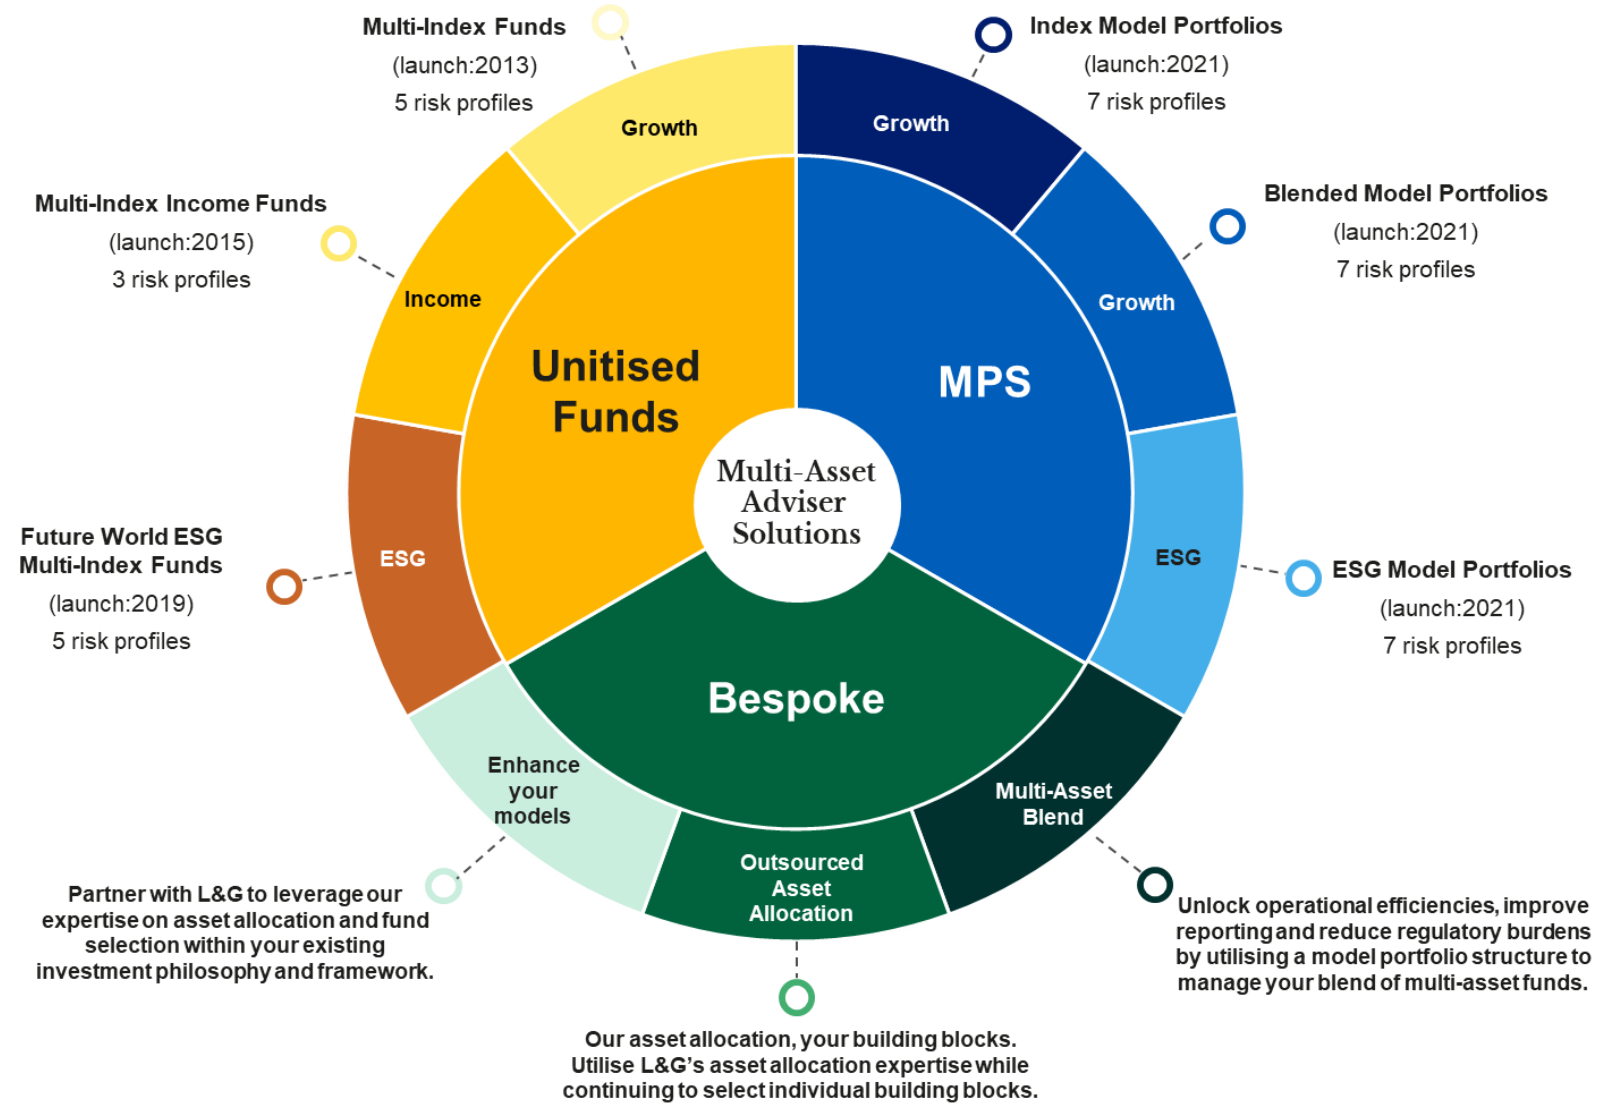 Multi-Index Funds
(launch:2013)
5 risk profiles
Index Model Portfolios
(launch:2021)
7 risk profiles
Growth
Growth
Multi-Index Income Funds
(launch:2015)
3 risk profiles
Blended Model Portfolios
(launch:2021)
7 risk profiles
Income
Growth
Unitised
Funds
MPS
Multi-Asset
Adviser
Solutions
Future World ESG
Multi-Index Funds
(launch:2019)
5 risk profiles
ESG
ESG
ESG Model Portfolios
(launch:2021)
7 risk profiles
Bespoke
Enhance
your
models
Multi-Asset
Blend
Outsourced
Asset
Allocation
Partner with L&G to leverage our
expertise on asset allocation and fund
selection within your existing
investment philosophy and framework.
Unlock operational efficiencies, improve
reporting and reduce regulatory burdens
by utilising a model portfolio structure to
manage your blend of multi-asset funds.
Our asset allocation, your building blocks.
Utilise L&G’s asset allocation expertise while
continuing to select individual building blocks.